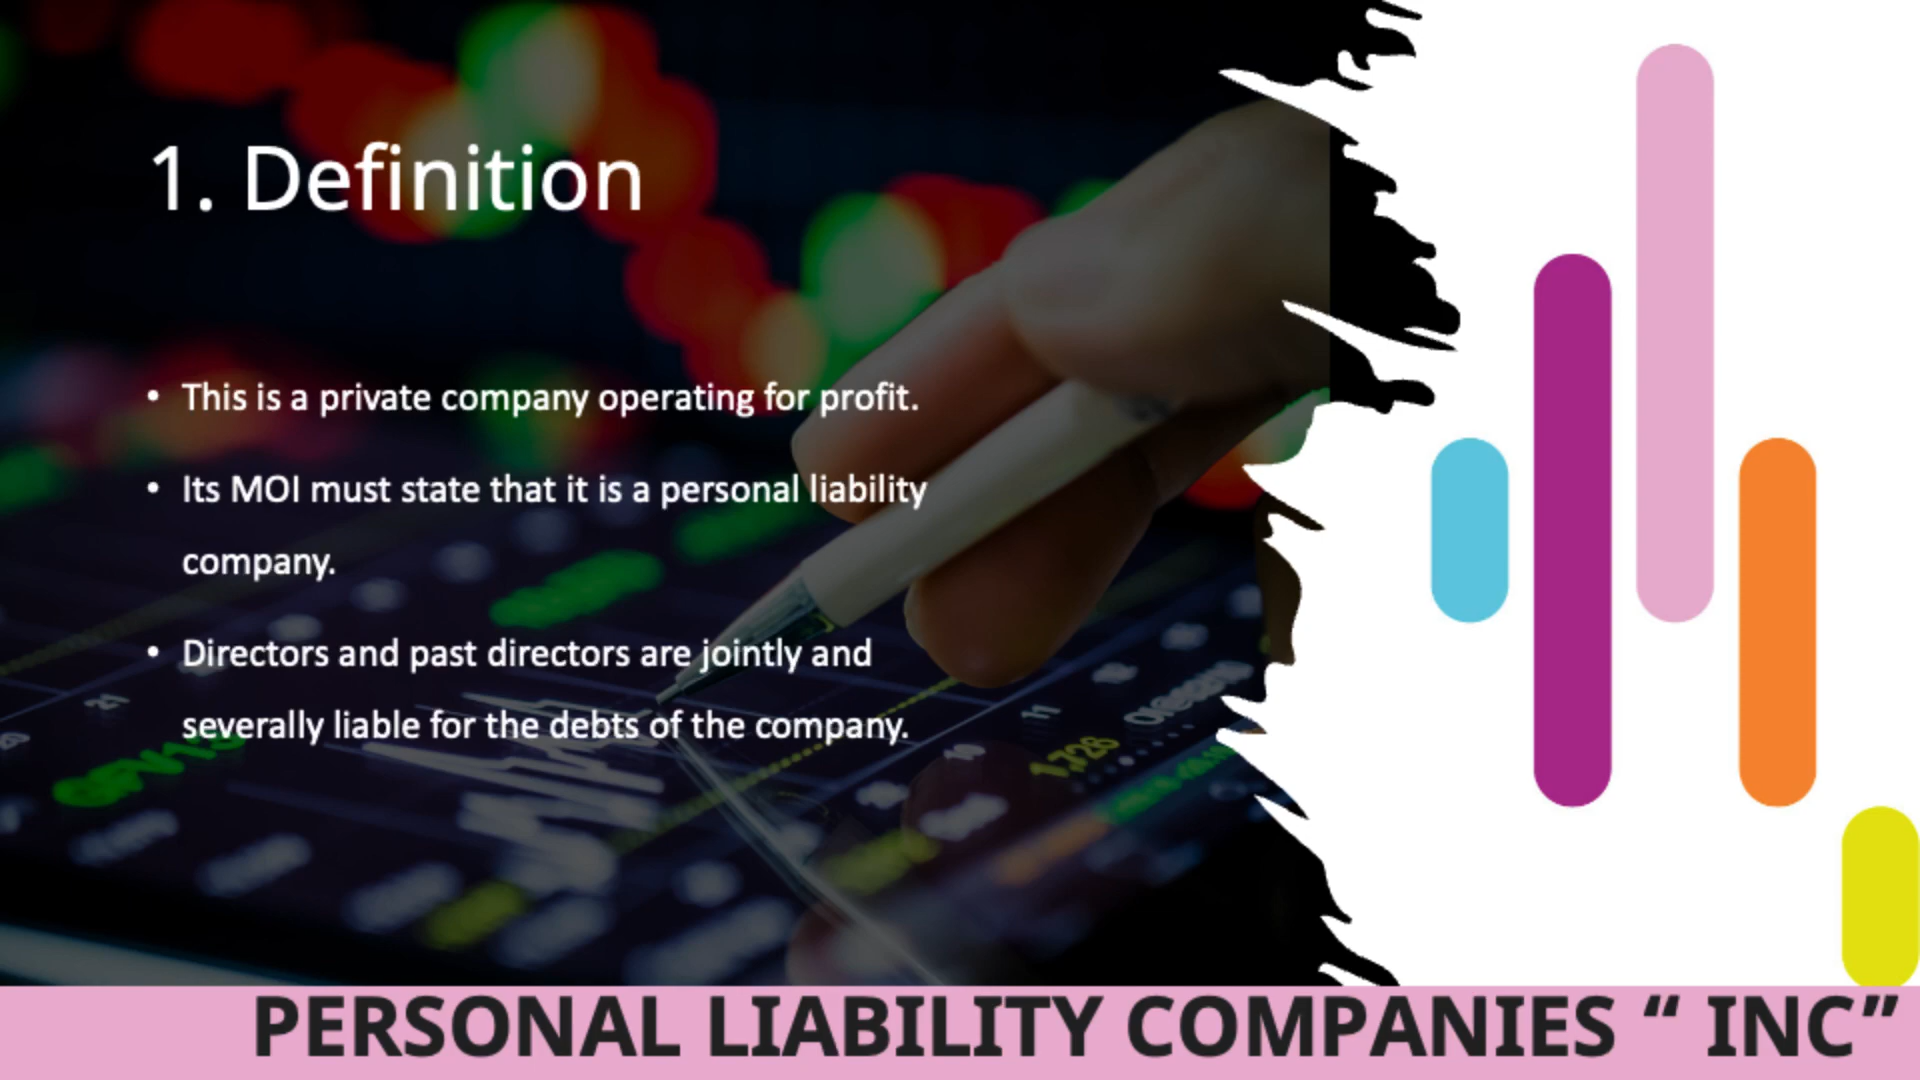 1. Definition
• This is a private company operating for profit.
• Its MOI must state that it is a personal liability
company.
• Directors and past directors are jointly and
severally liable for the debts of the company.
1,726
PERSONAL LIABILITY COMPANIES “ INC”